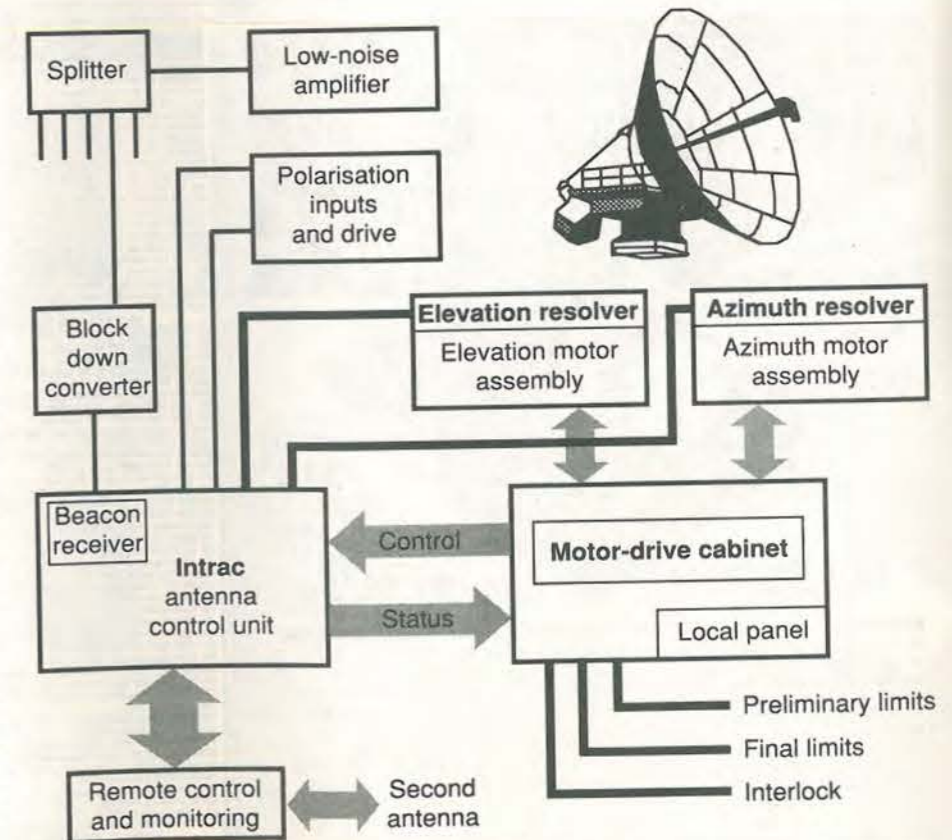 Splitter
Low-noise
amplifier
Polarisation
inputs
and drive
Block
down
converter
Elevation resolver
Elevation motor
assembly
Azimuth resolver
Azimuth motor
assembly
Beacon
receiver
Intrac
antenna
control unit
Control
Status
Motor-drive cabinet
Local panel
Preliminary limits
Final limits
Interlock
Remote control
and monitoring
Second
antenna